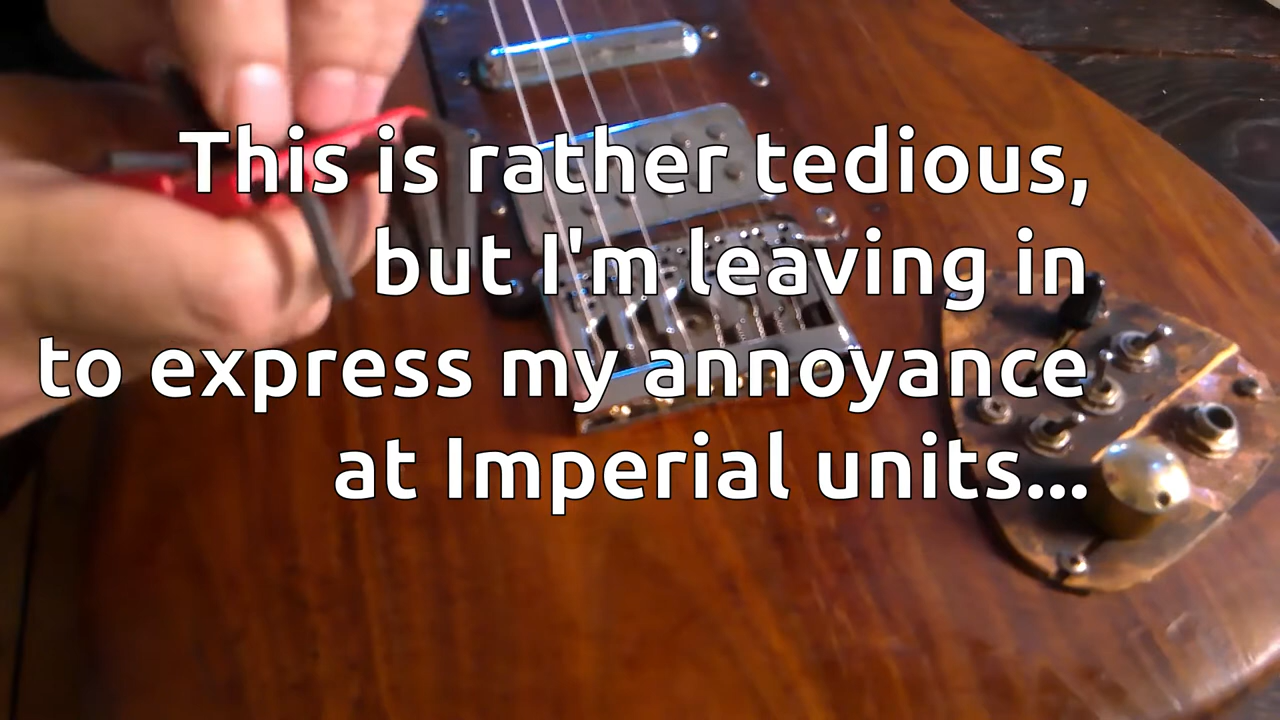 This is rather tedious,
but I'm leaving in
to express my annoyance
at Imperial units...